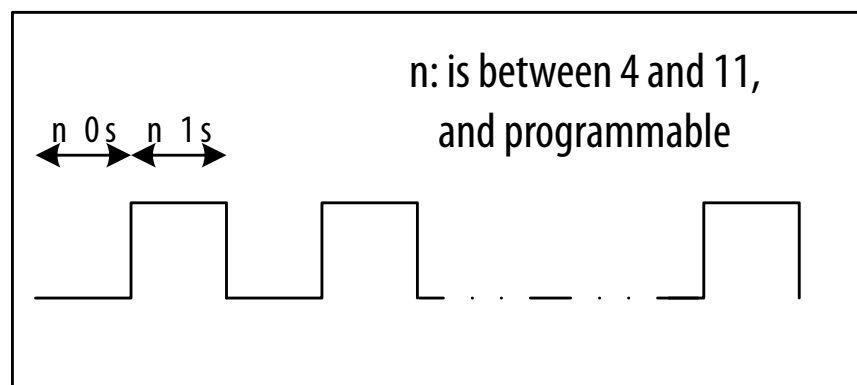 n: is between 4 and 11,
and programmable
n 0s n 1s